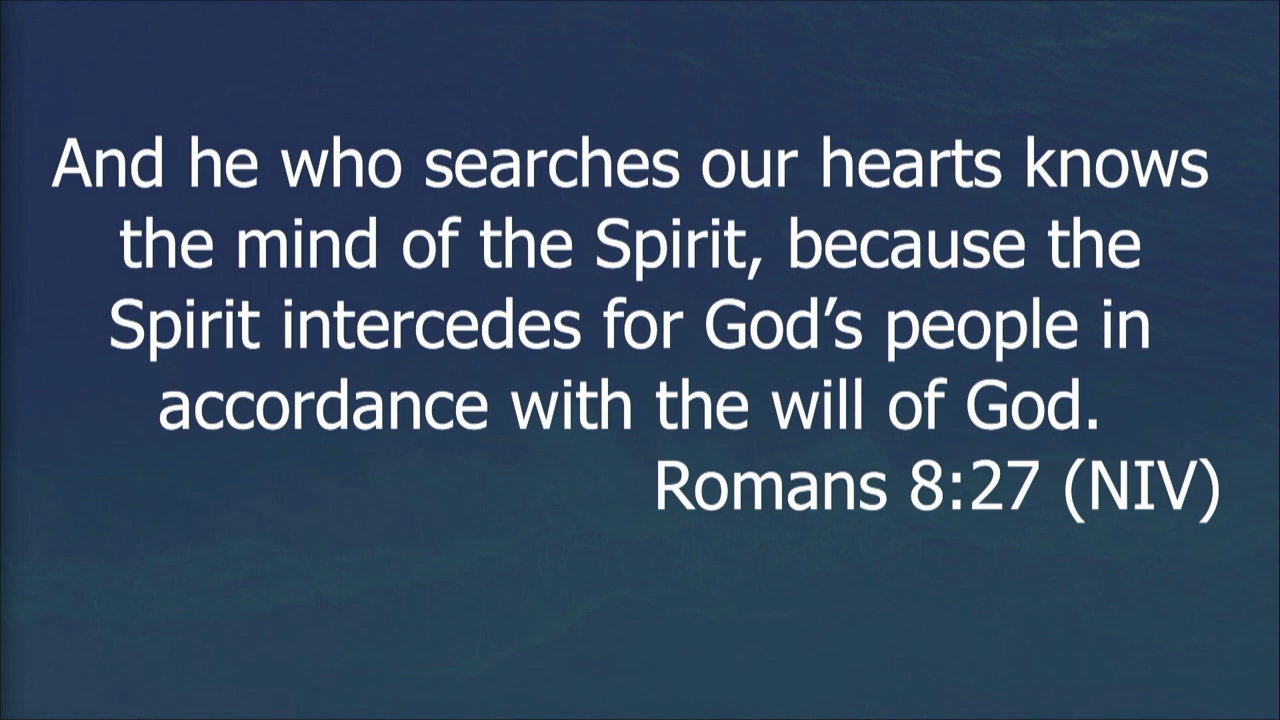 And he who searches our hearts knows
the mind of the Spirit, because the
Spirit intercedes for God’s people in
accordance with the will of God.
Romans 8:27 (NIV)